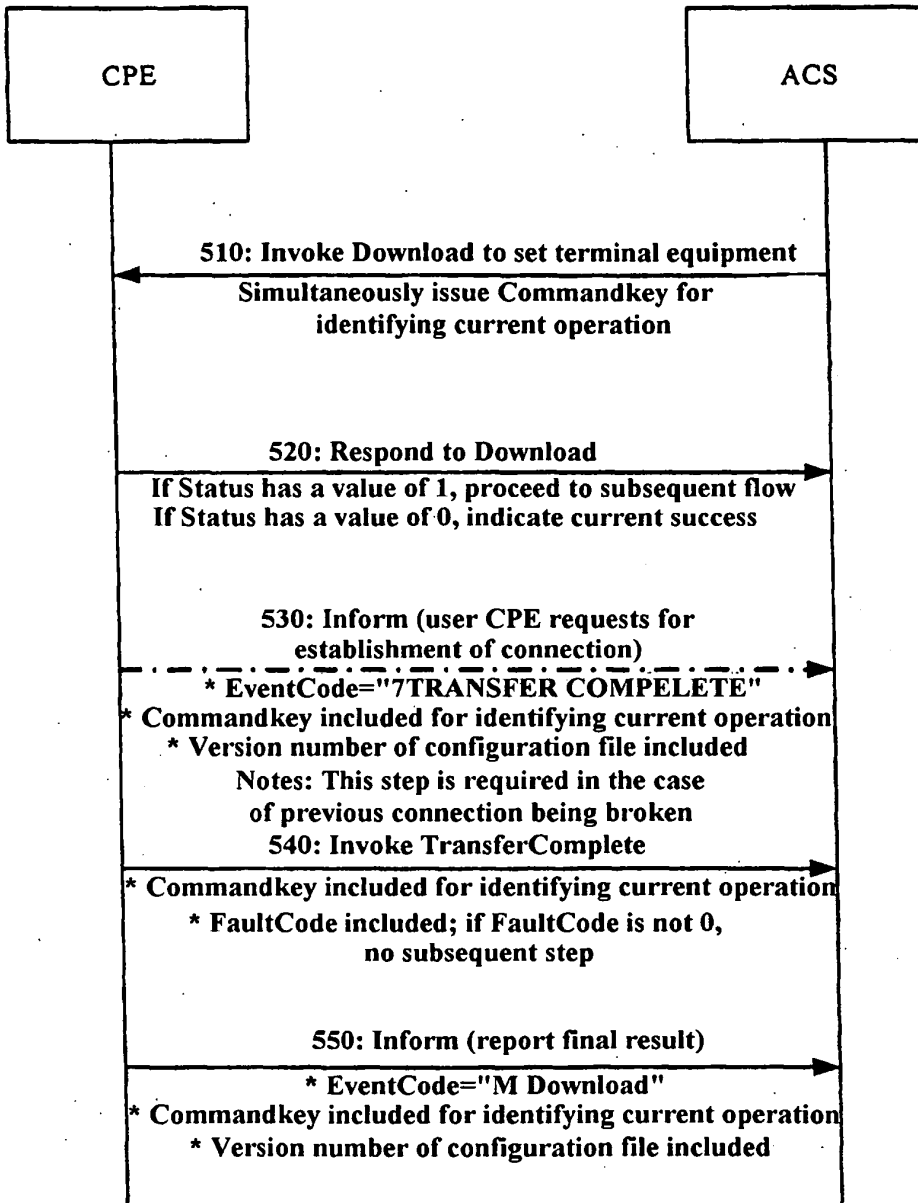 CPE
ACS
510: Invoke Download to set terminal equipment
Simultaneously issue Commandkey for
identifying current operation
520: Respond to Download
If Status has a value of 1, proceed to subsequent flow
If Status has a value of 0, indicate current success
530: Inform (user CPE requests for
establishment of connection)
* EventCode="7TRANSFER COMPELETE"
* Commandkey included for identifying current operation
* Version number of configuration file included
Notes: This step is required in the case
of previous connection being broken
540: Invoke TransferComplete
* Commandkey included for identifying current operation
* FaultCode included; if FaultCode is not 0,
no subsequent step
550: Inform (report final result)
* EventCode="M Download"
* Commandkey included for identifying current operation
* Version number of configuration file included